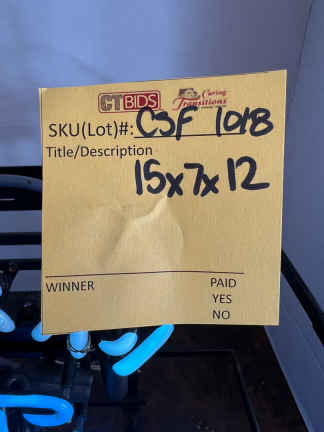 CTBIDS Caring Transitions
SKU(Lot)#: CSF 1018
Title/Description
15x7x12
WINNER PAID
YES
NO